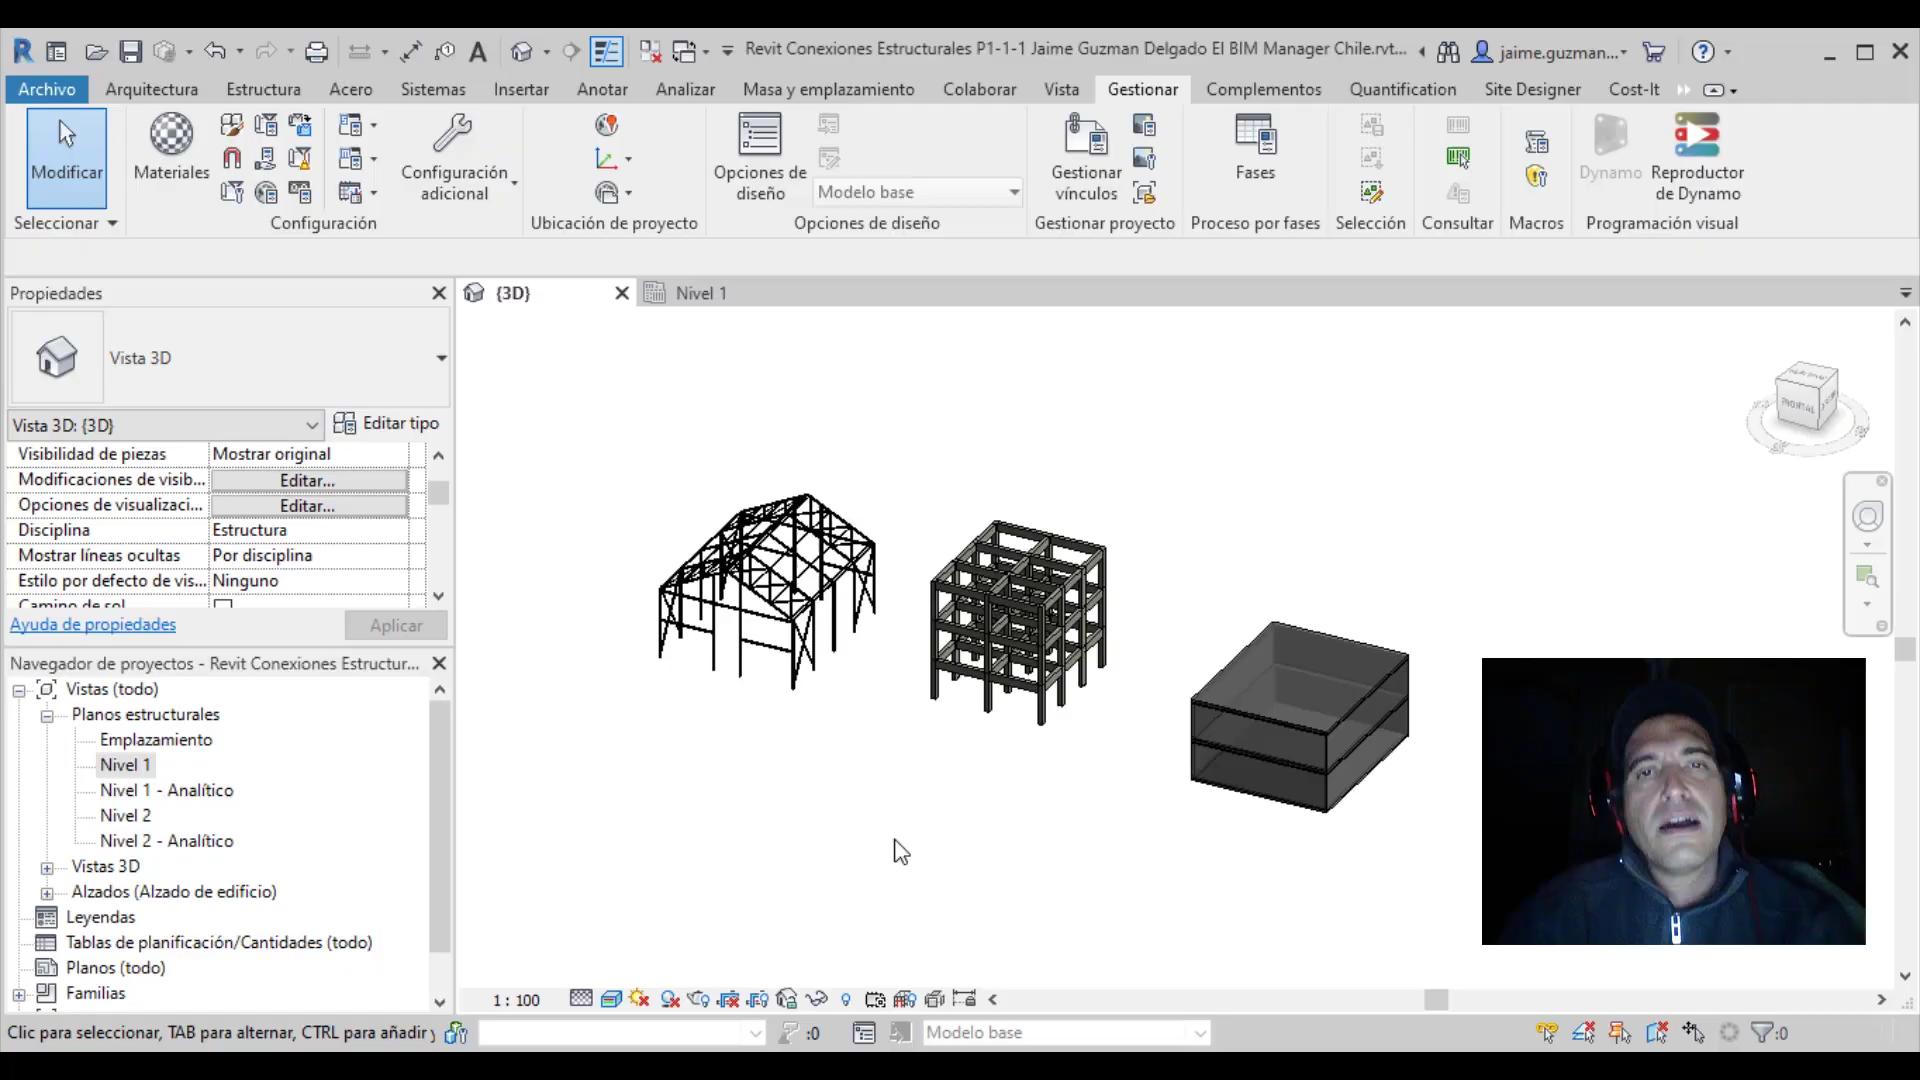 Revit Conexiones Estructurales P1-1-1 Jaime Guzman Delgado El BIM Manager Chile.rvt...
jaime.guzman...
Archivo Arquitectura Estructura Acero Sistemas Insertar Anotar Analizar Masa y emplazamiento Colaborar Vista Gestionar Complementos Quantification Site Designer Cost-It
Modificar
Materiales
Configuración
adicional
Opciones de
diseño
Modelo base
Gestionar
vínculos
Fases
Dynamo
Reproductor
de Dynamo
Seleccionar Configuración Ubicación de proyecto Opciones de diseño Gestionar proyecto Proceso por fases Selección Consultar Macros Programación visual
Propiedades
{3D} Nivel 1
Vista 3D
Vista 3D: {3D} Editar tipo
Visibilidad de piezas Mostrar original
Modificaciones de visib... Editar...
Opciones de visualizaci... Editar...
Disciplina Estructura
Mostrar líneas ocultas Por disciplina
Estilo por defecto de vis... Ninguno
Camino de sol
Ayuda de propiedades Aplicar
FRONTAL
Navegador de proyectos - Revit Conexiones Estructur...
Vistas (todo)
Planos estructurales
Emplazamiento
Nivel 1
Nivel 1 - Analítico
Nivel 2
Nivel 2 - Analítico
Vistas 3D
Alzados (Alzado de edificio)
Leyendas
Tablas de planificación/Cantidades (todo)
Planos (todo)
Familias
1 : 100
Clic para seleccionar, TAB para alternar, CTRL para añadir y
:0
Modelo base
:0